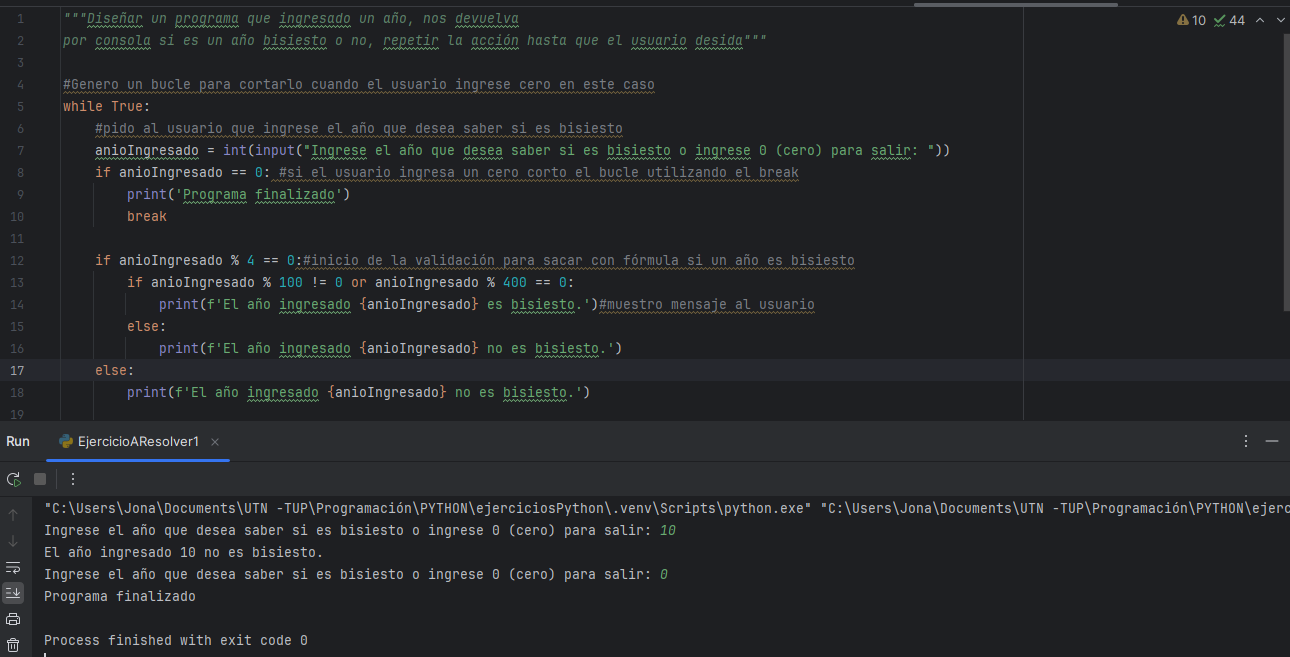 10 44
1 """Diseñar un programa que ingresado un año, nos devuelva
2 por consola si es un año bisiesto o no, repetir la acción hasta que el usuario desida"""
3
4 #Genero un bucle para cortarlo cuando el usuario ingrese cero en este caso
5 while True:
6     #pido al usuario que ingrese el año que desea saber si es bisiesto
7     anioIngresado = int(input("Ingrese el año que desea saber si es bisiesto o ingrese 0 (cero) para salir: "))
8     if anioIngresado == 0: #si el usuario ingresa un cero corto el bucle utilizando el break
9         print('Programa finalizado')
10         break
11
12     if anioIngresado % 4 == 0:#inicio de la validación para sacar con fórmula si un año es bisiesto
13         if anioIngresado % 100 != 0 or anioIngresado % 400 == 0:
14             print(f'El año ingresado {anioIngresado} es bisiesto.')#muestro mensaje al usuario
15         else:
16             print(f'El año ingresado {anioIngresado} no es bisiesto.')
17     else:
18         print(f'El año ingresado {anioIngresado} no es bisiesto.')
19
Run EjercicioAResolver1
"C:\Users\Jona\Documents\UTN -TUP\Programación\PYTHON\ejerciciosPython\.venv\Scripts\python.exe" "C:\Users\Jona\Documents\UTN -TUP\Programación\PYTHON\ejerc
Ingrese el año que desea saber si es bisiesto o ingrese 0 (cero) para salir: 10
El año ingresado 10 no es bisiesto.
Ingrese el año que desea saber si es bisiesto o ingrese 0 (cero) para salir: 0
Programa finalizado
Process finished with exit code 0